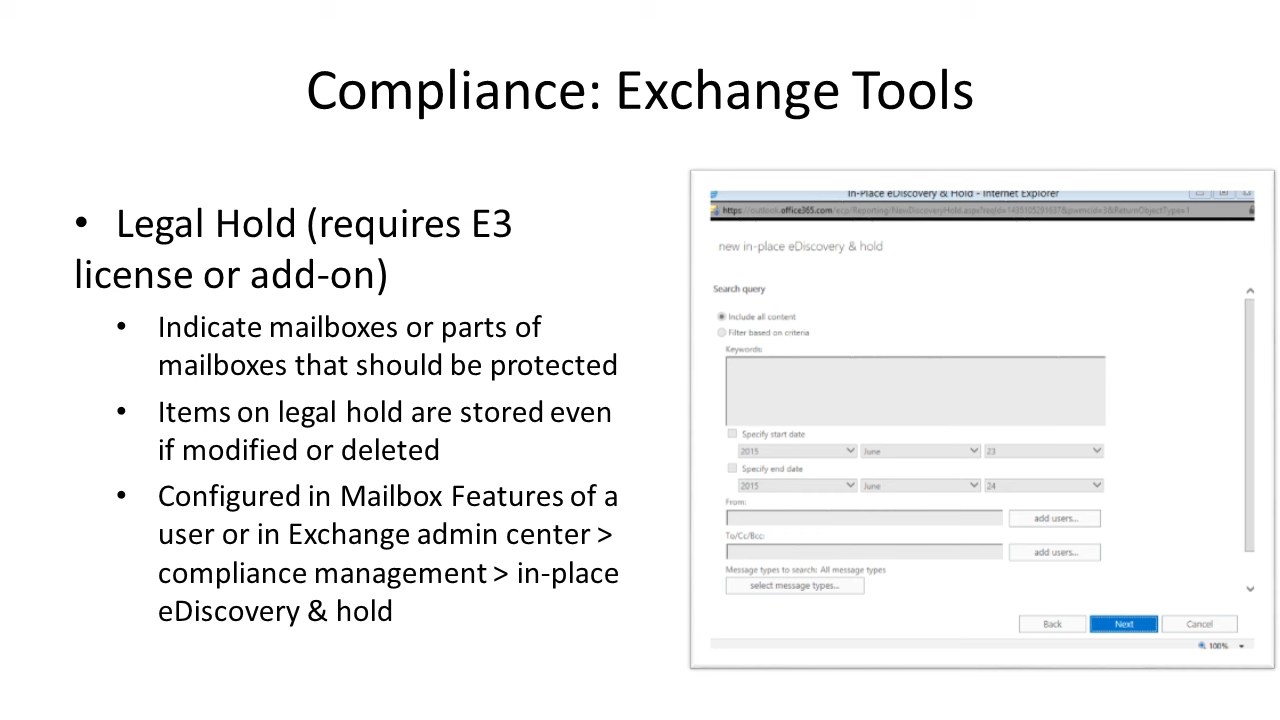 Compliance: Exchange Tools
• Legal Hold (requires E3
license or add-on)
• Indicate mailboxes or parts of
mailboxes that should be protected
• Items on legal hold are stored even
if modified or deleted
• Configured in Mailbox Features of a
user or in Exchange admin center >
compliance management > in-place
eDiscovery & hold
In-Place eDiscovery & Hold - Internet Explorer
new in-place eDiscovery & hold
Search query
Include all content
Filter based on criteria
Keywords:
Specify start date
2015 June 23
Specify end date
2015 June 24
From:
add users...
To/Cc/Bcc:
add users...
Message types to search: All message types
select message types...
Back Next Cancel
100%